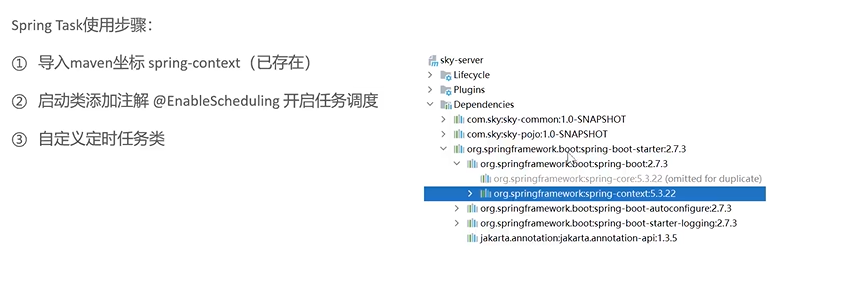 Spring Task使用步骤：
① 导入maven坐标 spring-context（已存在）
② 启动类添加注解 @EnableScheduling 开启任务调度
③ 自定义定时任务类
sky-server
Lifecycle
Plugins
Dependencies
com.sky:sky-common:1.0-SNAPSHOT
com.sky:sky-pojo:1.0-SNAPSHOT
org.springframework.boot:spring-boot-starter:2.7.3
org.springframework.boot:spring-boot:2.7.3
org.springframework:spring-core:5.3.22 (omitted for duplicate)
org.springframework:spring-context:5.3.22
org.springframework.boot:spring-boot-autoconfigure:2.7.3
org.springframework.boot:spring-boot-starter-logging:2.7.3
jakarta.annotation:jakarta.annotation-api:1.3.5